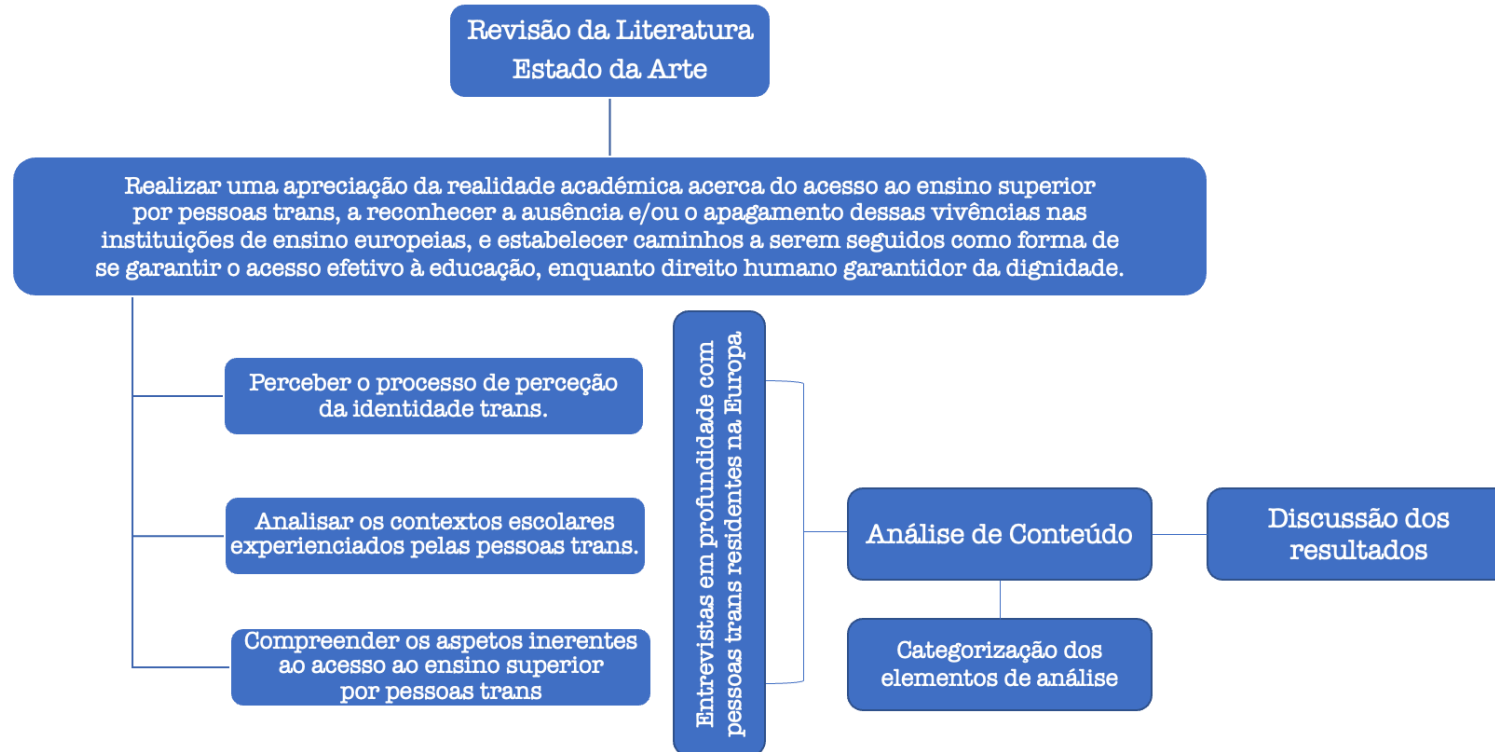 Revisão da Literatura
Estado da Arte
Realizar uma apreciação da realidade académica acerca do acesso ao ensino superior
por pessoas trans, a reconhecer a ausência e/ou o apagamento dessas vivências nas
instituições de ensino europeias, e estabelecer caminhos a serem seguidos como forma de
se garantir o acesso efetivo à educação, enquanto direito humano garantidor da dignidade.
Perceber o processo de perceção
da identidade trans.
Analisar os contextos escolares
experienciados pelas pessoas trans.
Compreender os aspetos inerentes
ao acesso ao ensino superior
por pessoas trans
Entrevistas em profundidade com
pessoas trans residentes na Europa
Análise de Conteúdo
Categorização dos
elementos de análise
Discussão dos
resultados